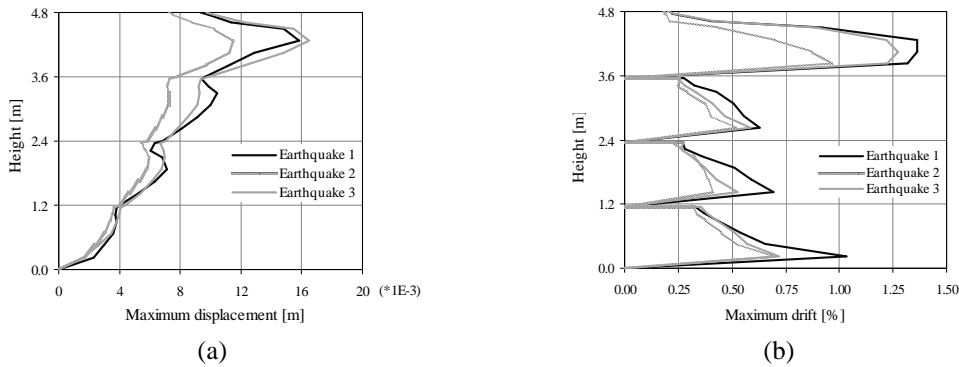 4.8
3.6
2.4
1.2
0.0
Height [m]
Earthquake 1
Earthquake 2
Earthquake 3
0 4 8 12 16 20 (*1E-3)
Maximum displacement [m]
(a)
4.8
3.6
2.4
1.2
0.0
Height [m]
Earthquake 1
Earthquake 2
Earthquake 3
0.00 0.25 0.50 0.75 1.00 1.25 1.50
Maximum drift [%]
(b)